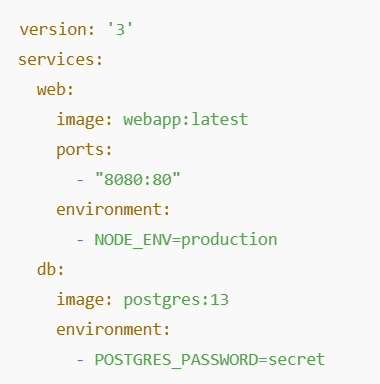 version: '3'
services:
  web:
    image: webapp:latest
    ports:
      - "8080:80"
    environment:
      - NODE_ENV=production
  db:
    image: postgres:13
    environment:
      - POSTGRES_PASSWORD=secret